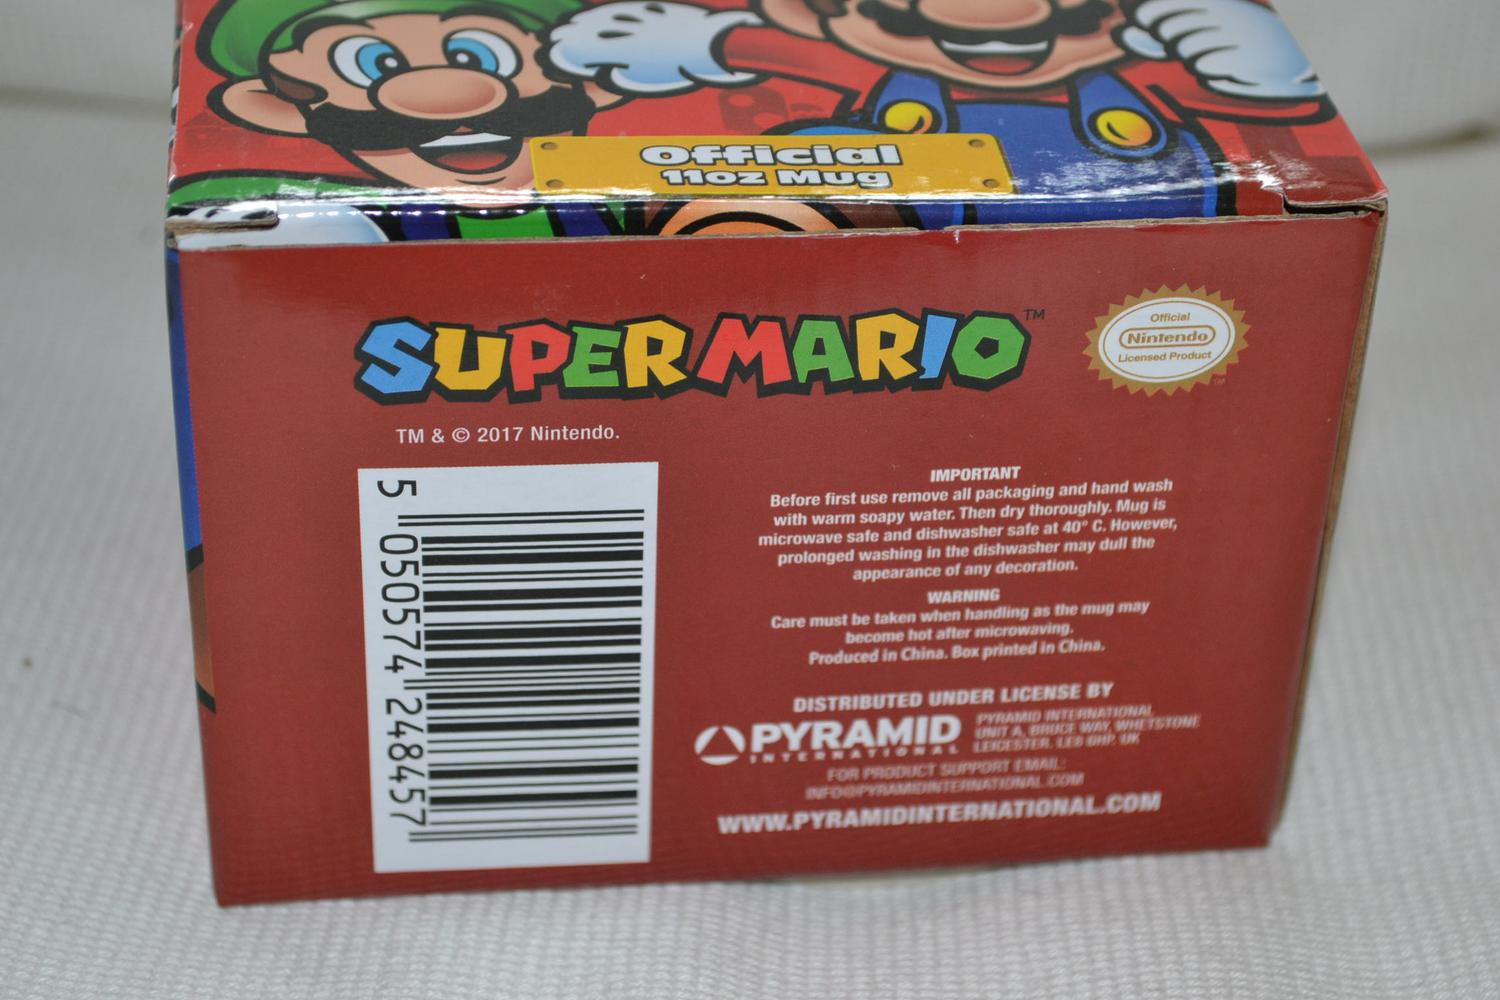 Official
11oz Mug
SUPER MARIO™
Official
Nintendo
Licensed Product
TM
TM & © 2017 Nintendo.
5 050574 248457
IMPORTANT
Before first use remove all packaging and hand wash
with warm soapy water. Then dry thoroughly. Mug is
microwave safe and dishwasher safe at 40° C. However,
prolonged washing in the dishwasher may dull the
appearance of any decoration.
WARNING
Care must be taken when handling as the mug may
become hot after microwaving.
Produced in China. Box printed in China.
DISTRIBUTED UNDER LICENSE BY
PYRAMID
INTERNATIONAL
PYRAMID INTERNATIONAL
UNIT A, BRUCE WAY, WHETSTONE
LEICESTER. LE8 6HP. UK
FOR PRODUCT SUPPORT EMAIL:
INFO@PYRAMIDINTERNATIONAL.COM
WWW.PYRAMIDINTERNATIONAL.COM